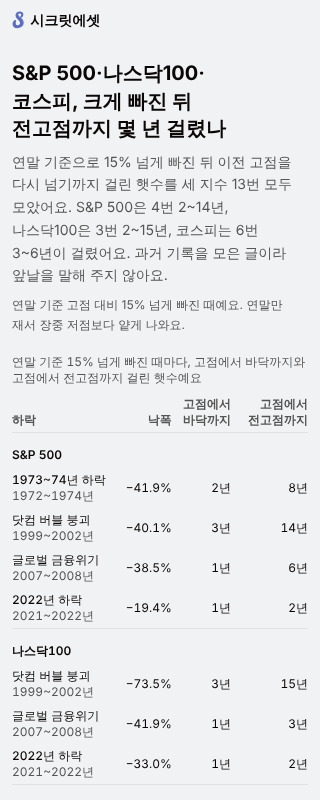 시크릿에셋
S&P 500·나스닥100·
코스피, 크게 빠진 뒤
전고점까지 몇 년 걸렸나
연말 기준으로 15% 넘게 빠진 뒤 이전 고점을
다시 넘기까지 걸린 햇수를 세 지수 13번 모두
모았어요. S&P 500은 4번 2~14년,
나스닥100은 3번 2~15년, 코스피는 6번
3~6년이 걸렸어요. 과거 기록을 모은 글이라
앞날을 말해 주지 않아요.
연말 기준 고점 대비 15% 넘게 빠진 때예요. 연말만
재서 장중 저점보다 얕게 나와요.
연말 기준 15% 넘게 빠진 때마다, 고점에서 바닥까지와
고점에서 전고점까지 걸린 햇수예요
하락 낙폭 고점에서 바닥까지 고점에서 전고점까지
S&P 500
1973~74년 하락 −41.9% 2년 8년
1972~1974년
닷컴 버블 붕괴 −40.1% 3년 14년
1999~2002년
글로벌 금융위기 −38.5% 1년 6년
2007~2008년
2022년 하락 −19.4% 1년 2년
2021~2022년
나스닥100
닷컴 버블 붕괴 −73.5% 3년 15년
1999~2002년
글로벌 금융위기 −41.9% 1년 3년
2007~2008년
2022년 하락 −33.0% 1년 2년
2021~2022년